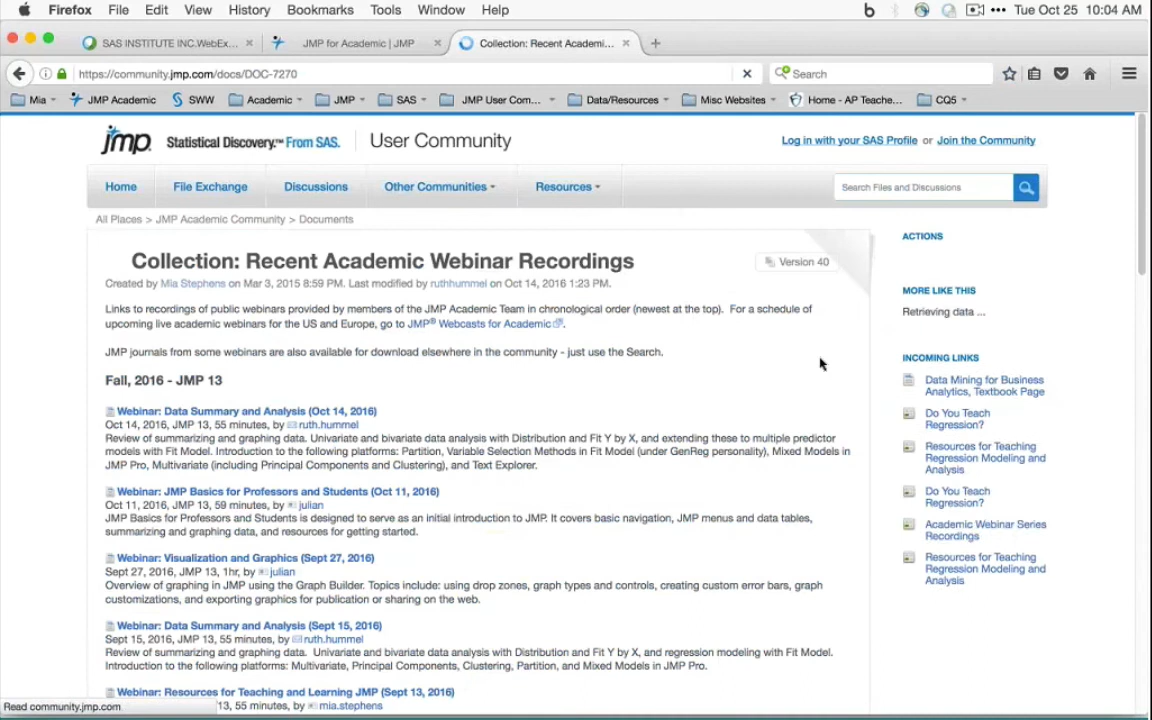 Firefox File Edit View History Bookmarks Tools Window Help
Tue Oct 25 10:04 AM
SAS INSTITUTE INC.WebEx... × JMP for Academic | JMP × Collection: Recent Academi... × +
https://community.jmp.com/docs/DOC-7270
Search
Mia JMP Academic SWW Academic JMP SAS JMP User Com... Data/Resources Misc Websites Home - AP Teache... CQ5
jmp Statistical Discovery.™ From SAS. User Community
Log in with your SAS Profile or Join the Community
Home File Exchange Discussions Other Communities Resources
Search Files and Discussions
All Places > JMP Academic Community > Documents
Collection: Recent Academic Webinar Recordings
Version 40
Created by Mia Stephens on Mar 3, 2015 8:59 PM. Last modified by ruthhummel on Oct 14, 2016 1:23 PM.
Links to recordings of public webinars provided by members of the JMP Academic Team in chronological order (newest at the top). For a schedule of
upcoming live academic webinars for the US and Europe, go to JMP® Webcasts for Academic.
JMP journals from some webinars are also available for download elsewhere in the community - just use the Search.
Fall, 2016 - JMP 13
Webinar: Data Summary and Analysis (Oct 14, 2016)
Oct 14, 2016, JMP 13, 55 minutes, by ruth.hummel
Review of summarizing and graphing data. Univariate and bivariate data analysis with Distribution and Fit Y by X, and extending these to multiple predictor
models with Fit Model. Introduction to the following platforms: Partition, Variable Selection Methods in Fit Model (under GenReg personality), Mixed Models in
JMP Pro, Multivariate (including Principal Components and Clustering), and Text Explorer.
Webinar: JMP Basics for Professors and Students (Oct 11, 2016)
Oct 11, 2016, JMP 13, 59 minutes, by julian
JMP Basics for Professors and Students is designed to serve as an initial introduction to JMP. It covers basic navigation, JMP menus and data tables,
summarizing and graphing data, and resources for getting started.
Webinar: Visualization and Graphics (Sept 27, 2016)
Sept 27, 2016, JMP 13, 1hr, by julian
Overview of graphing in JMP using the Graph Builder. Topics include: using drop zones, graph types and controls, creating custom error bars, graph
customizations, and exporting graphics for publication or sharing on the web.
Webinar: Data Summary and Analysis (Sept 15, 2016)
Sept 15, 2016, JMP 13, 55 minutes, by ruth.hummel
Review of summarizing and graphing data. Univariate and bivariate data analysis with Distribution and Fit Y by X, and regression modeling with Fit Model.
Introduction to the following platforms: Multivariate, Principal Components, Clustering, Partition, and Mixed Models in JMP Pro.
Webinar: Resources for Teaching and Learning JMP (Sept 13, 2016)
13, 55 minutes, by mia.stephens
ACTIONS
MORE LIKE THIS
Retrieving data ...
INCOMING LINKS
Data Mining for Business
Analytics, Textbook Page
Do You Teach
Regression?
Resources for Teaching
Regression Modeling and
Analysis
Do You Teach
Regression?
Academic Webinar Series
Recordings
Resources for Teaching
Regression Modeling and
Analysis
Read community.jmp.com